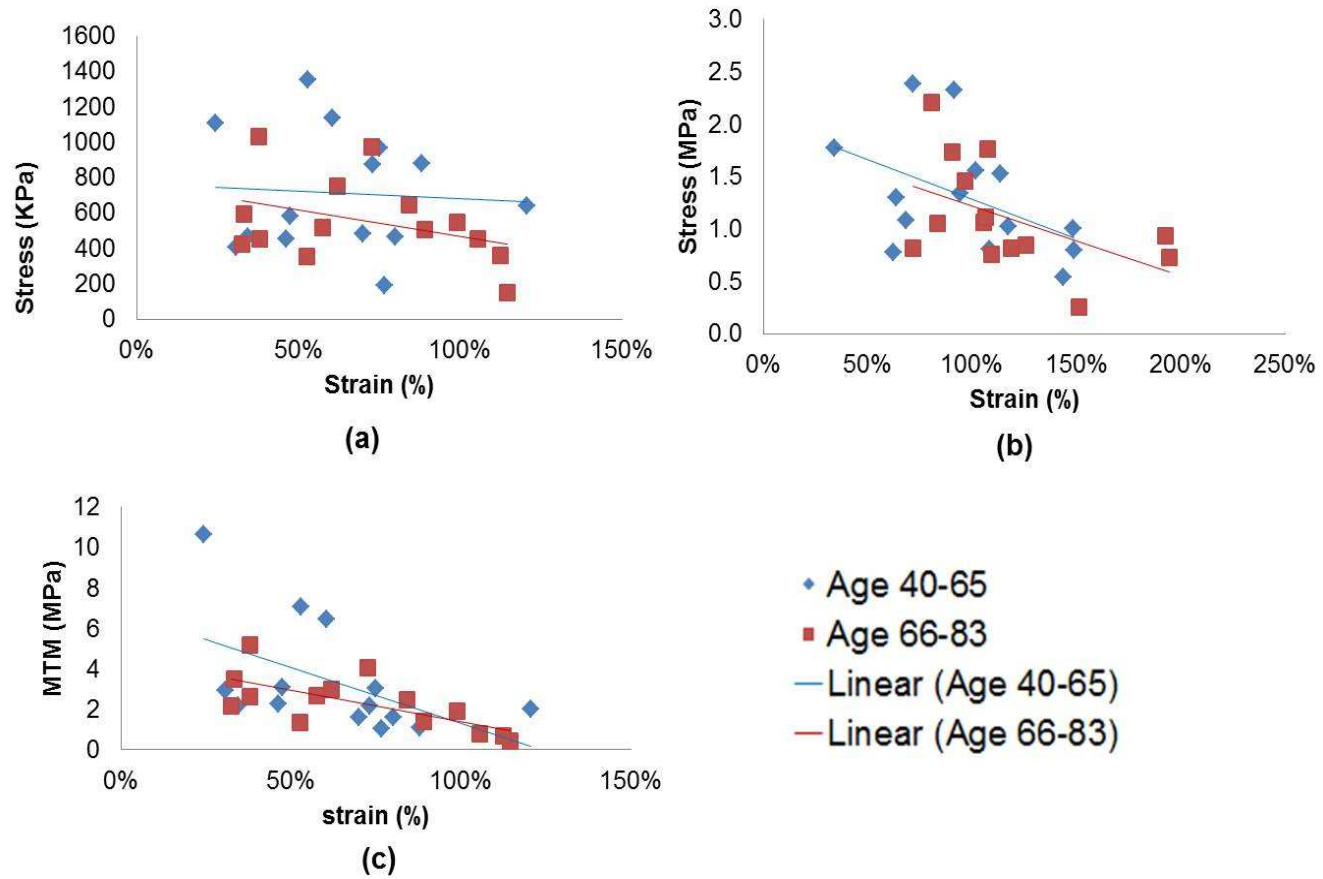 1600
1400
1200
1000
800
600
400
200
0
Stress (KPa)
0% 50% 100% 150%
Strain (%)
(a)
3.0
2.5
2.0
1.5
1.0
0.5
0.0
Stress (MPa)
0% 50% 100% 150% 200% 250%
Strain (%)
(b)
12
10
8
6
4
2
0
MTM (MPa)
0% 50% 100% 150%
strain (%)
(c)
Age 40-65
Age 66-83
Linear (Age 40-65)
Linear (Age 66-83)